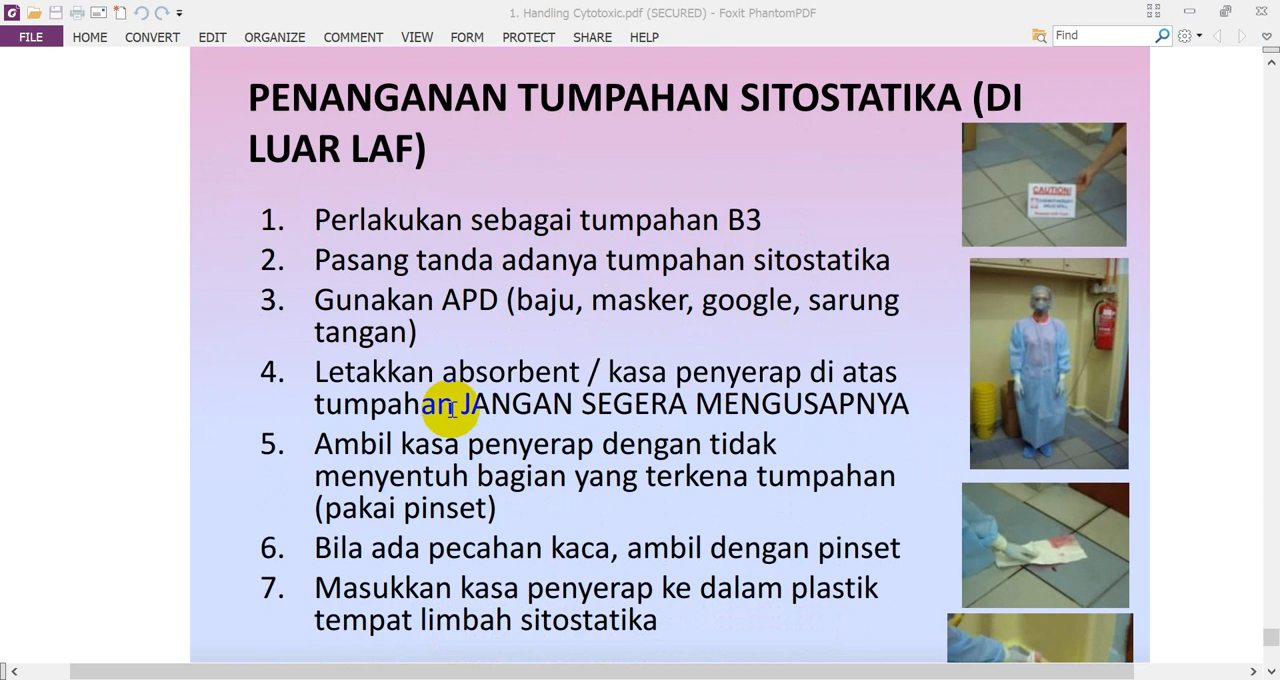 1. Handling Cytotoxic.pdf (SECURED) - Foxit PhantomPDF
FILE HOME CONVERT EDIT ORGANIZE COMMENT VIEW FORM PROTECT SHARE HELP Find
PENANGANAN TUMPAHAN SITOSTATIKA (DI
LUAR LAF)
1. Perlakukan sebagai tumpahan B3
2. Pasang tanda adanya tumpahan sitostatika
3. Gunakan APD (baju, masker, google, sarung
tangan)
4. Letakkan absorbent / kasa penyerap di atas
tumpahan JANGAN SEGERA MENGUSAPNYA
5. Ambil kasa penyerap dengan tidak
menyentuh bagian yang terkena tumpahan
(pakai pinset)
6. Bila ada pecahan kaca, ambil dengan pinset
7. Masukkan kasa penyerap ke dalam plastik
tempat limbah sitostatika
CAUTION!